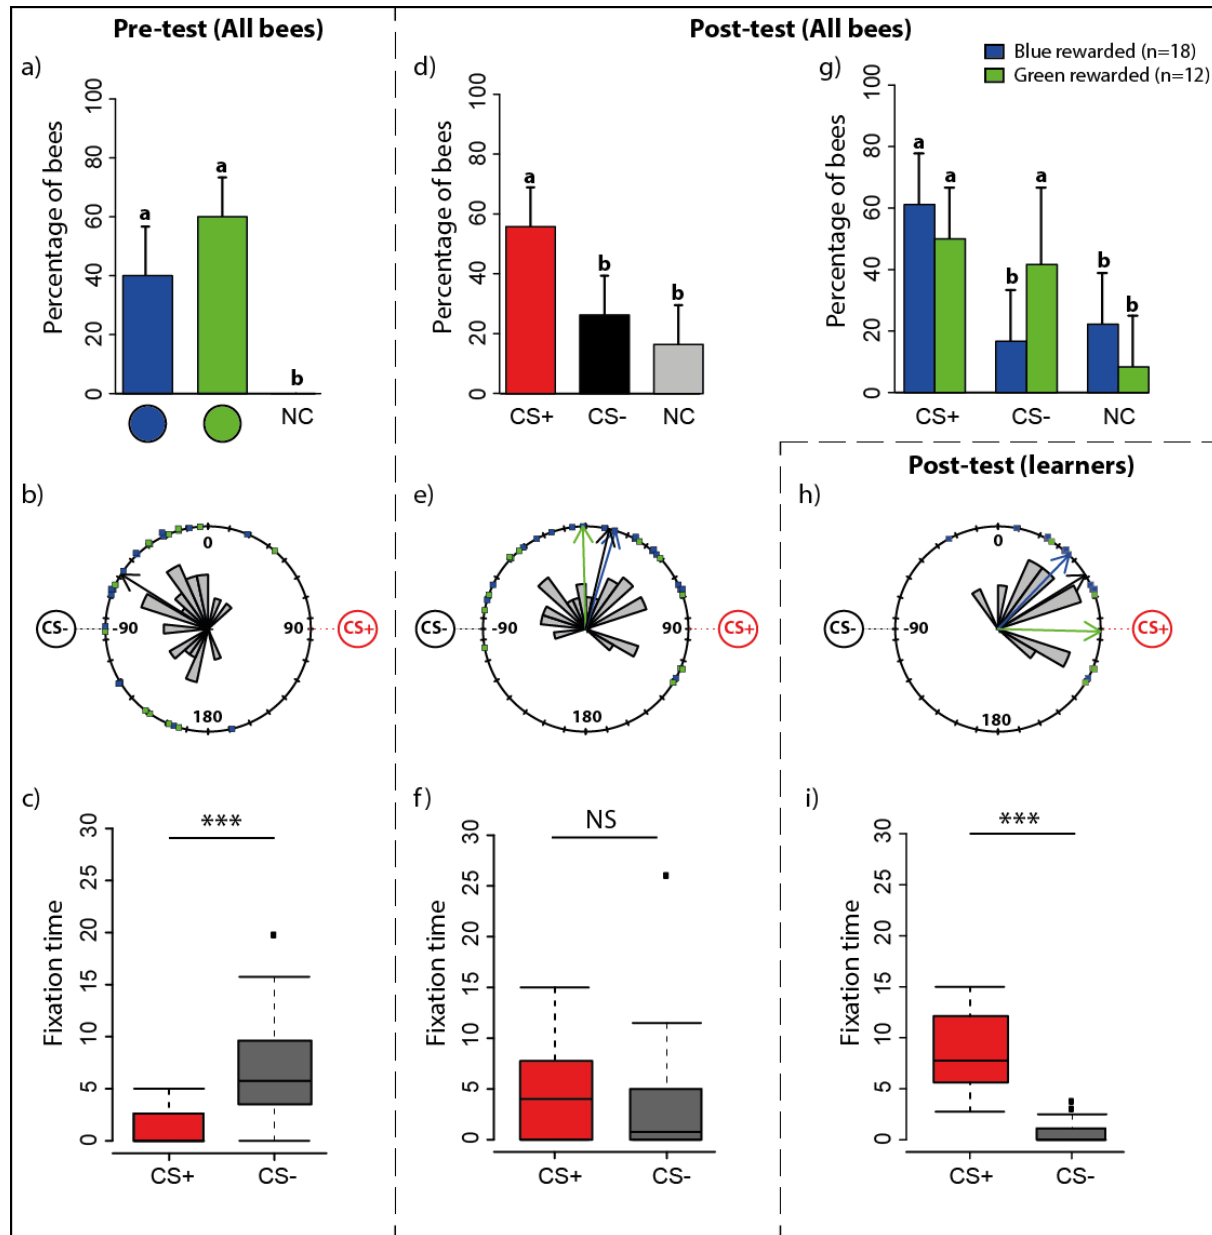 Pre-test (All bees)
Post-test (All bees)
Blue rewarded (n=18)
Green rewarded (n=12)
a)
Percentage of bees
100
80
60
40
20
0
a
a
b
NC
d)
Percentage of bees
100
80
60
40
20
0
a
b
b
CS+ CS- NC
g)
Percentage of bees
100
80
60
40
20
0
a
a
b
a
b
b
CS+ CS- NC
Post-test (learners)
b)
0
CS- -90 90 CS+
180
e)
0
CS- -90 90 CS+
180
h)
0
CS- -90 90 CS+
180
c)
Fixation time
30
25
20
15
10
5
0
***
CS+ CS-
f)
Fixation time
30
25
20
15
10
5
0
NS
CS+ CS-
i)
Fixation time
30
25
20
15
10
5
0
***
CS+ CS-